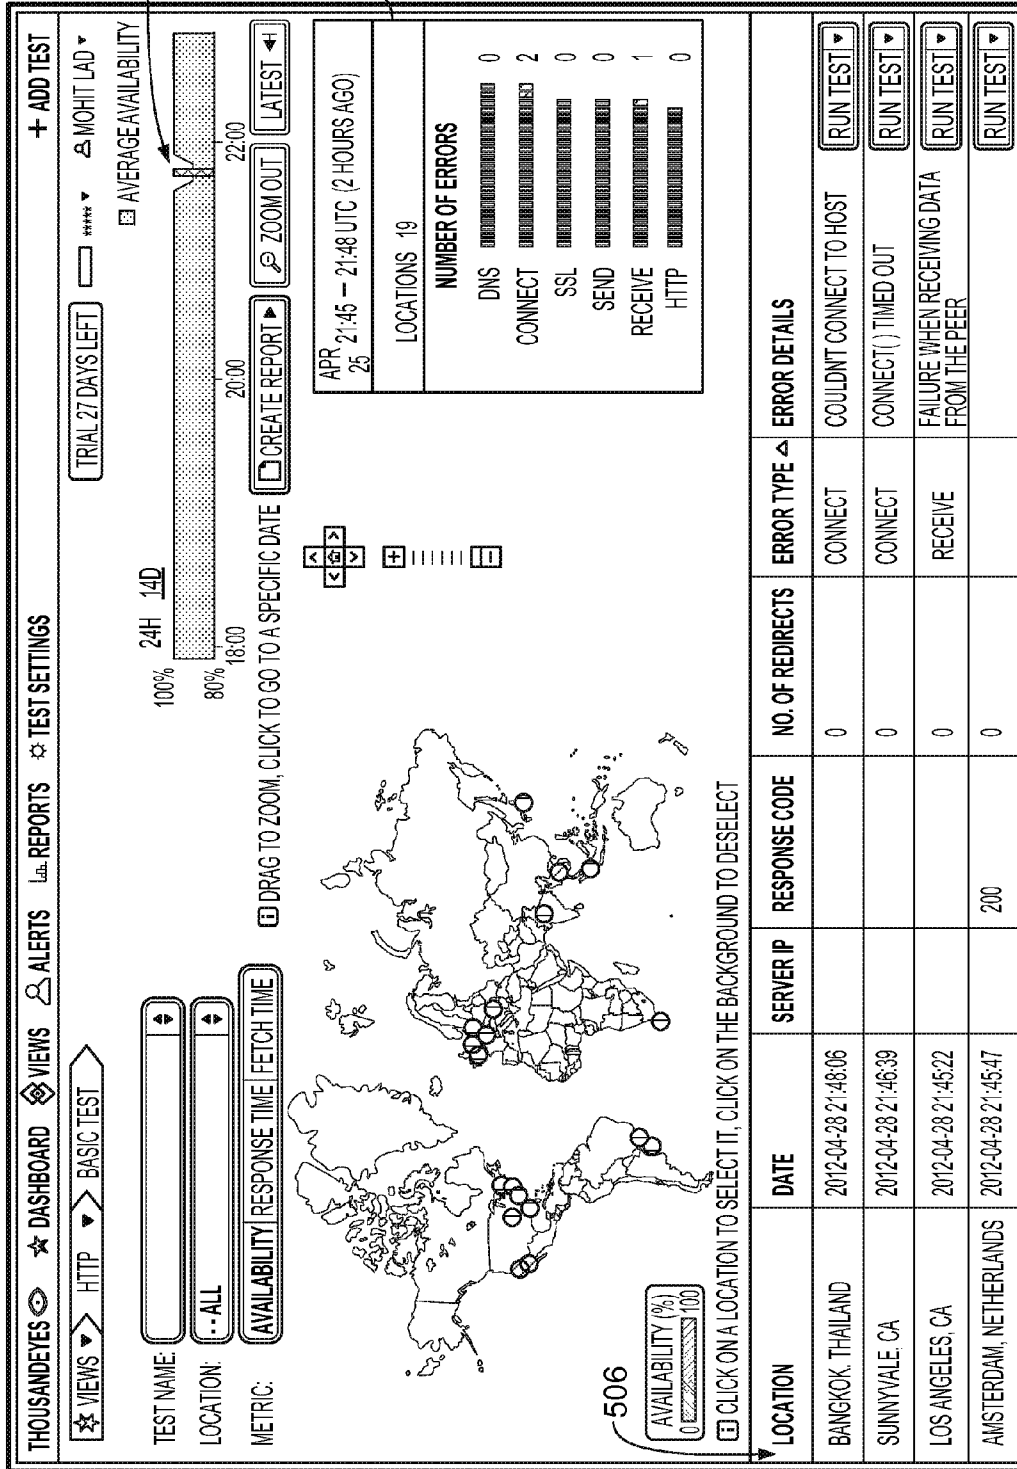 THOUSANDEYES DASHBOARD VIEWS ALERTS REPORTS TEST SETTINGS + ADD TEST
VIEWS HTTP BASIC TEST TRIAL 27 DAYS LEFT ***** MOHIT LAD
TEST NAME:
LOCATION: -- ALL
METRIC: AVAILABILITY RESPONSE TIME FETCH TIME
24H 14D
AVERAGE AVAILABILITY
100%
80%
18:00 20:00 22:00
i DRAG TO ZOOM, CLICK TO GO TO A SPECIFIC DATE CREATE REPORT ZOOM OUT LATEST
APR 25 21:45 – 21:48 UTC (2 HOURS AGO)
LOCATIONS 19
NUMBER OF ERRORS
DNS 0
CONNECT 2
SSL 0
SEND 0
RECEIVE 1
HTTP 0
506
AVAILABILITY (%)
0 100
i CLICK ON A LOCATION TO SELECT IT, CLICK ON THE BACKGROUND TO DESELECT
LOCATION DATE SERVER IP RESPONSE CODE NO. OF REDIRECTS ERROR TYPE ERROR DETAILS
BANGKOK, THAILAND 2012-04-28 21:48:06 0 CONNECT COULDN'T CONNECT TO HOST RUN TEST
SUNNYVALE, CA 2012-04-28 21:46:39 0 CONNECT CONNECT( ) TIMED OUT RUN TEST
LOS ANGELES, CA 2012-04-28 21:45:22 0 RECEIVE FAILURE WHEN RECEIVING DATA FROM THE PEER RUN TEST
AMSTERDAM, NETHERLANDS 2012-04-28 21:45:47 200 0 RUN TEST